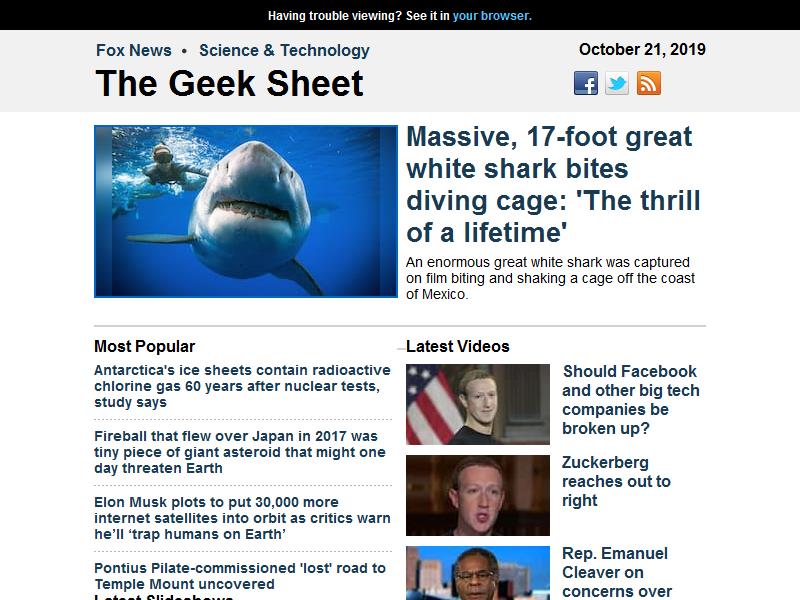 Having trouble viewing? See it in your browser.
Fox News • Science & Technology
October 21, 2019
The Geek Sheet
Massive, 17-foot great
white shark bites
diving cage: 'The thrill
of a lifetime'
An enormous great white shark was captured
on film biting and shaking a cage off the coast
of Mexico.
Most Popular
Antarctica's ice sheets contain radioactive
chlorine gas 60 years after nuclear tests,
study says
Fireball that flew over Japan in 2017 was
tiny piece of giant asteroid that might one
day threaten Earth
Elon Musk plots to put 30,000 more
internet satellites into orbit as critics warn
he’ll ‘trap humans on Earth’
Pontius Pilate-commissioned 'lost' road to
Temple Mount uncovered
Latest Slideshows
Latest Videos
Should Facebook
and other big tech
companies be
broken up?
Zuckerberg
reaches out to
right
Rep. Emanuel
Cleaver on
concerns over